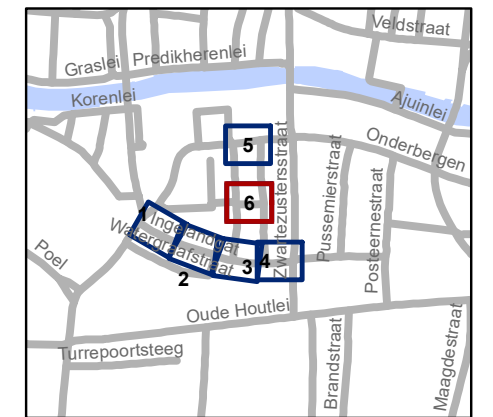 Veldstraat
Graslei
Predikherenlei
Korenlei
Ajuinlei
5
Onderbergen
Zwartezustersstraat
Pussemierstraat
Posteernestraat
6
1
Ingelandgat
Watergraafstraat
Poel
2
3
4
Oude Houtlei
Turrepoortsteeg
Brandstraat
Maagdestraat